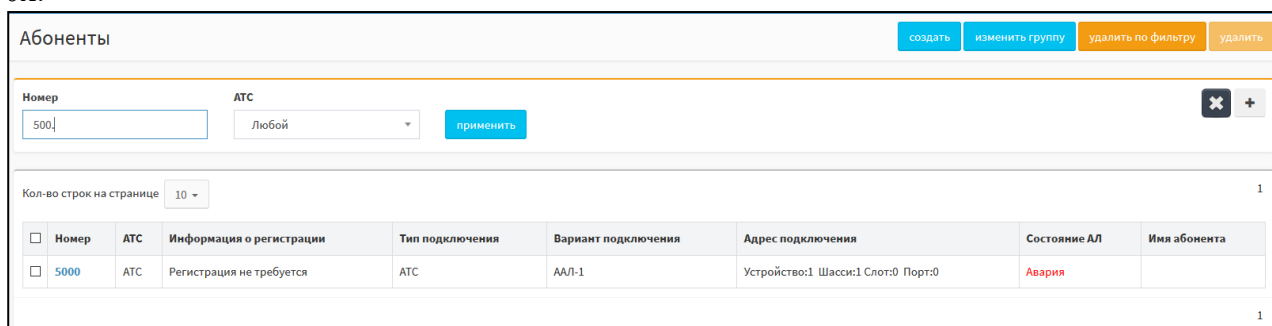 Абоненты
создать изменить группу удалить по фильтру удалить
Номер АТС
500. Любой применить
Кол-во строк на странице 10 1
Номер АТС Информация о регистрации Тип подключения Вариант подключения Адрес подключения Состояние АЛ Имя абонента
5000 АТС Регистрация не требуется АТС ААЛ-1 Устройство:1 Шасси:1 Слот:0 Порт:0 Авария
1